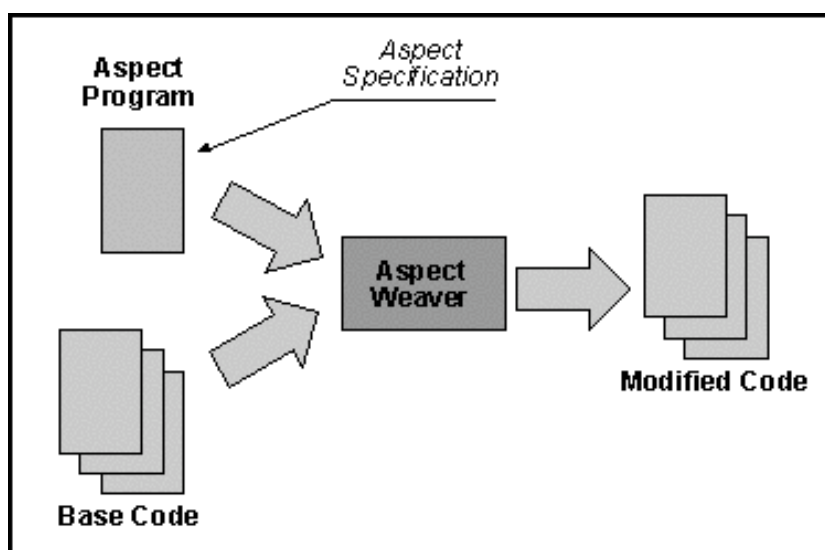 Aspect
Program
Aspect
Specification
Aspect
Weaver
Modified Code
Base Code